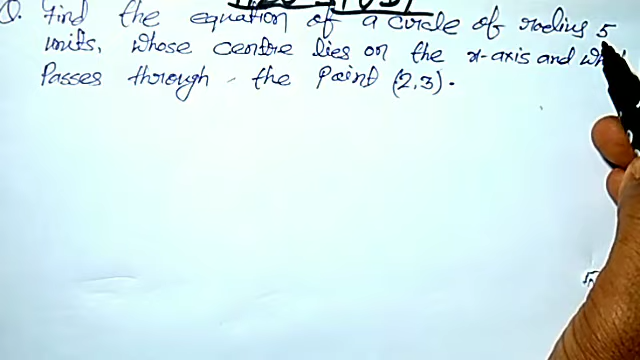 Q. Find the equation of a circle of radius 5
units, whose centre lies on the x-axis and
Passes through the Point (2,3).